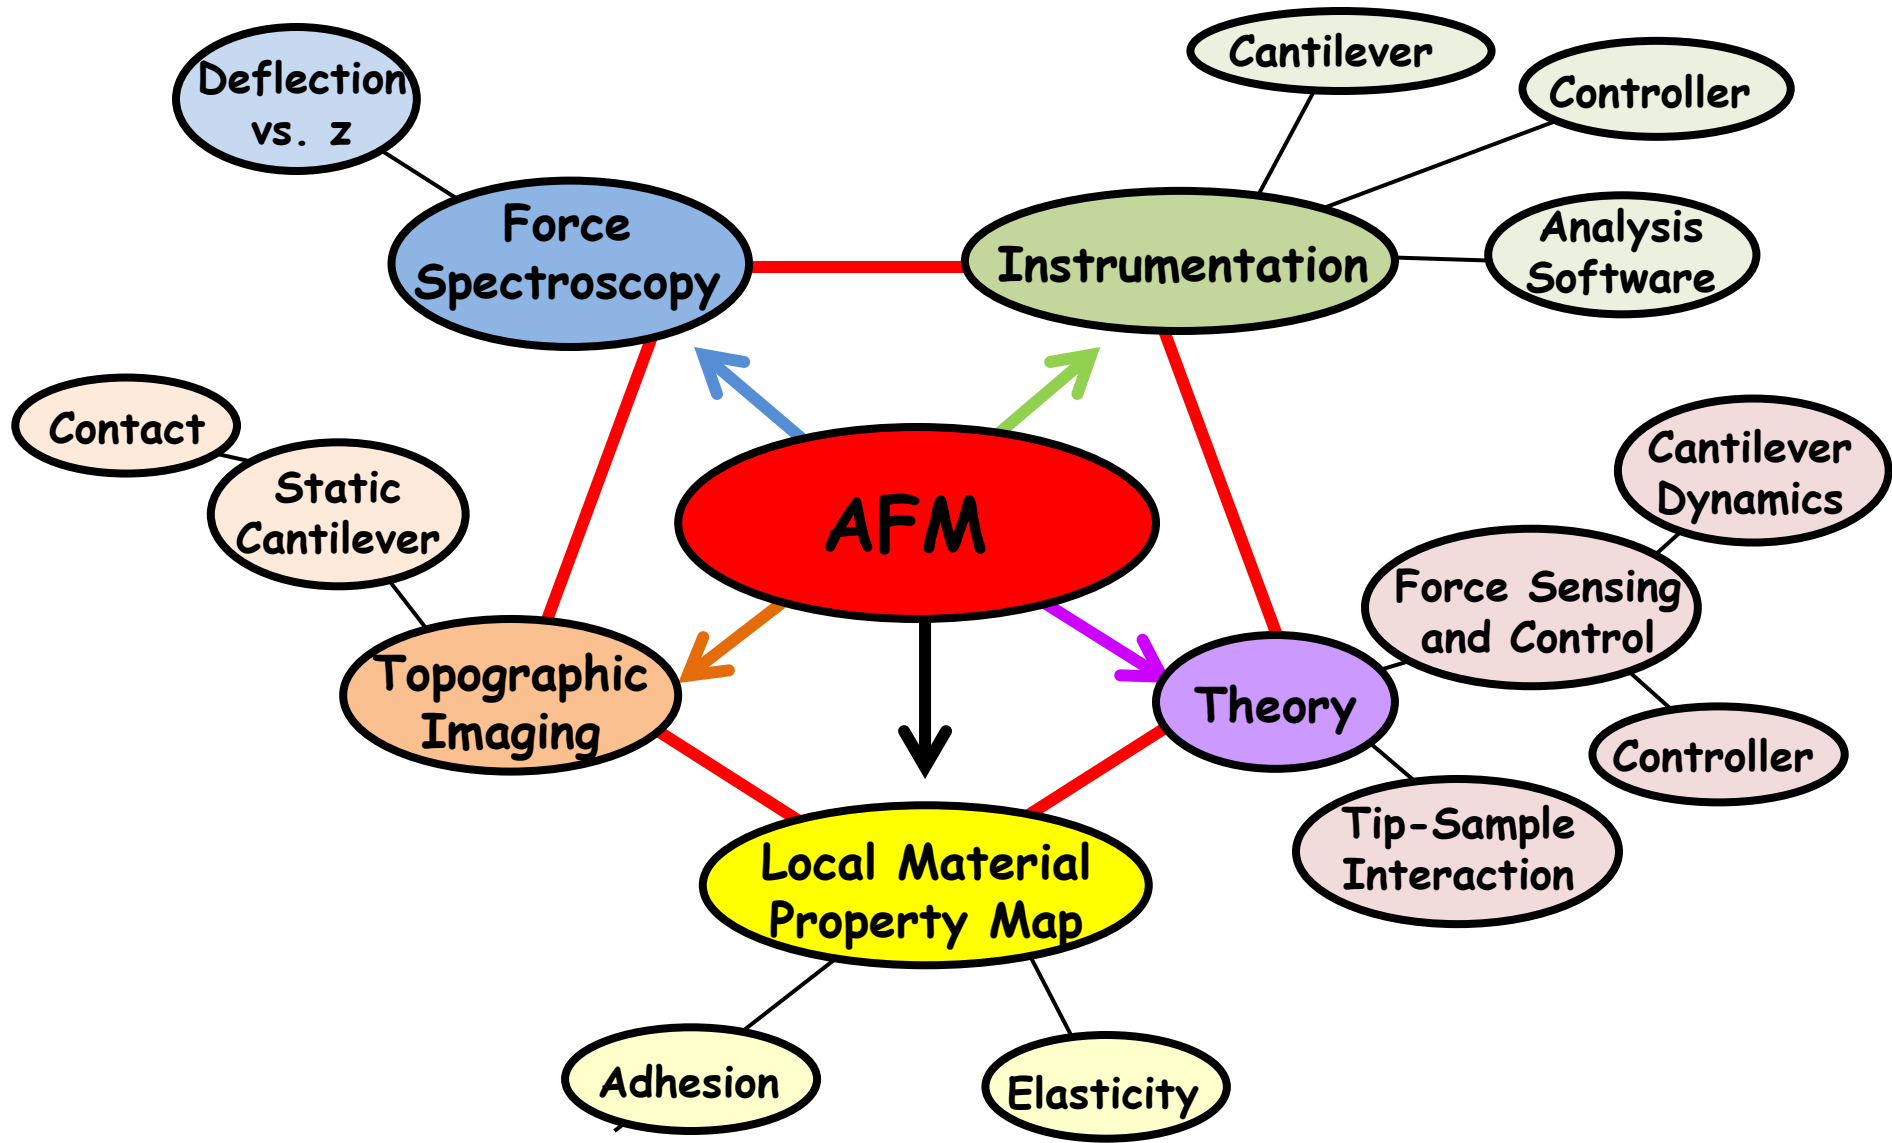 Deflection
vs. z
Cantilever
Controller
Force
Spectroscopy
Instrumentation
Analysis
Software
Contact
Static
Cantilever
AFM
Cantilever
Dynamics
Force Sensing
and Control
Topographic
Imaging
Theory
Controller
Tip-Sample
Interaction
Local Material
Property Map
Adhesion
Elasticity